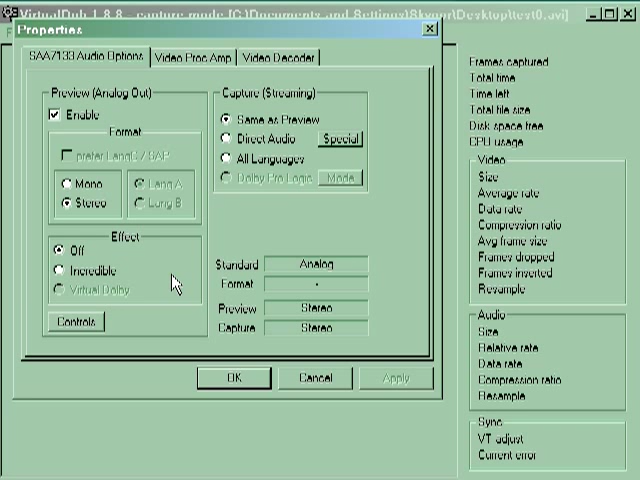 VirtualDub 1.8.8 - capture mode [C:\Documents and Settings\Skyper\Desktop\test0.avi]
Properties
SAA7133 Audio Options
Video Proc Amp
Video Decoder
Preview (Analog Out)
Enable
Format
prefer LangC / SAP
Mono
Lang A
Stereo
Lang B
Effect
Off
Incredible
Virtual Dolby
Controls
Capture (Streaming)
Same as Preview
Direct Audio
Special
All Languages
Dolby Pro Logic
Mode
Standard
Analog
Format
-
Preview
Stereo
Capture
Stereo
OK
Cancel
Apply
Frames captured
Total time
Time left
Total file size
Disk space free
CPU usage
Video
Size
Average rate
Data rate
Compression ratio
Avg frame size
Frames dropped
Frames inserted
Resample
Audio
Size
Relative rate
Data rate
Compression ratio
Resample
Sync
VT adjust
Current error